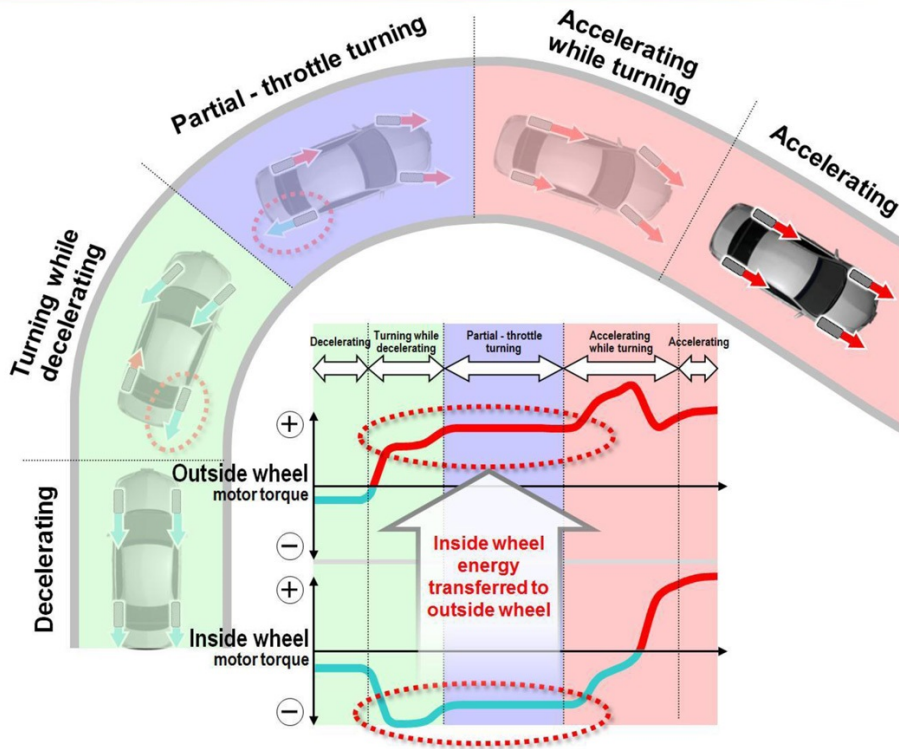 Accelerating
while turning
Partial - throttle turning
Accelerating
Turning while
decelerating
Decelerating
Decelerating
Turning while
decelerating
Partial - throttle
turning
Accelerating
while turning
Accelerating
+
Outside wheel
motor torque
−
Inside wheel
energy
transferred to
outside wheel
+
Inside wheel
motor torque
−